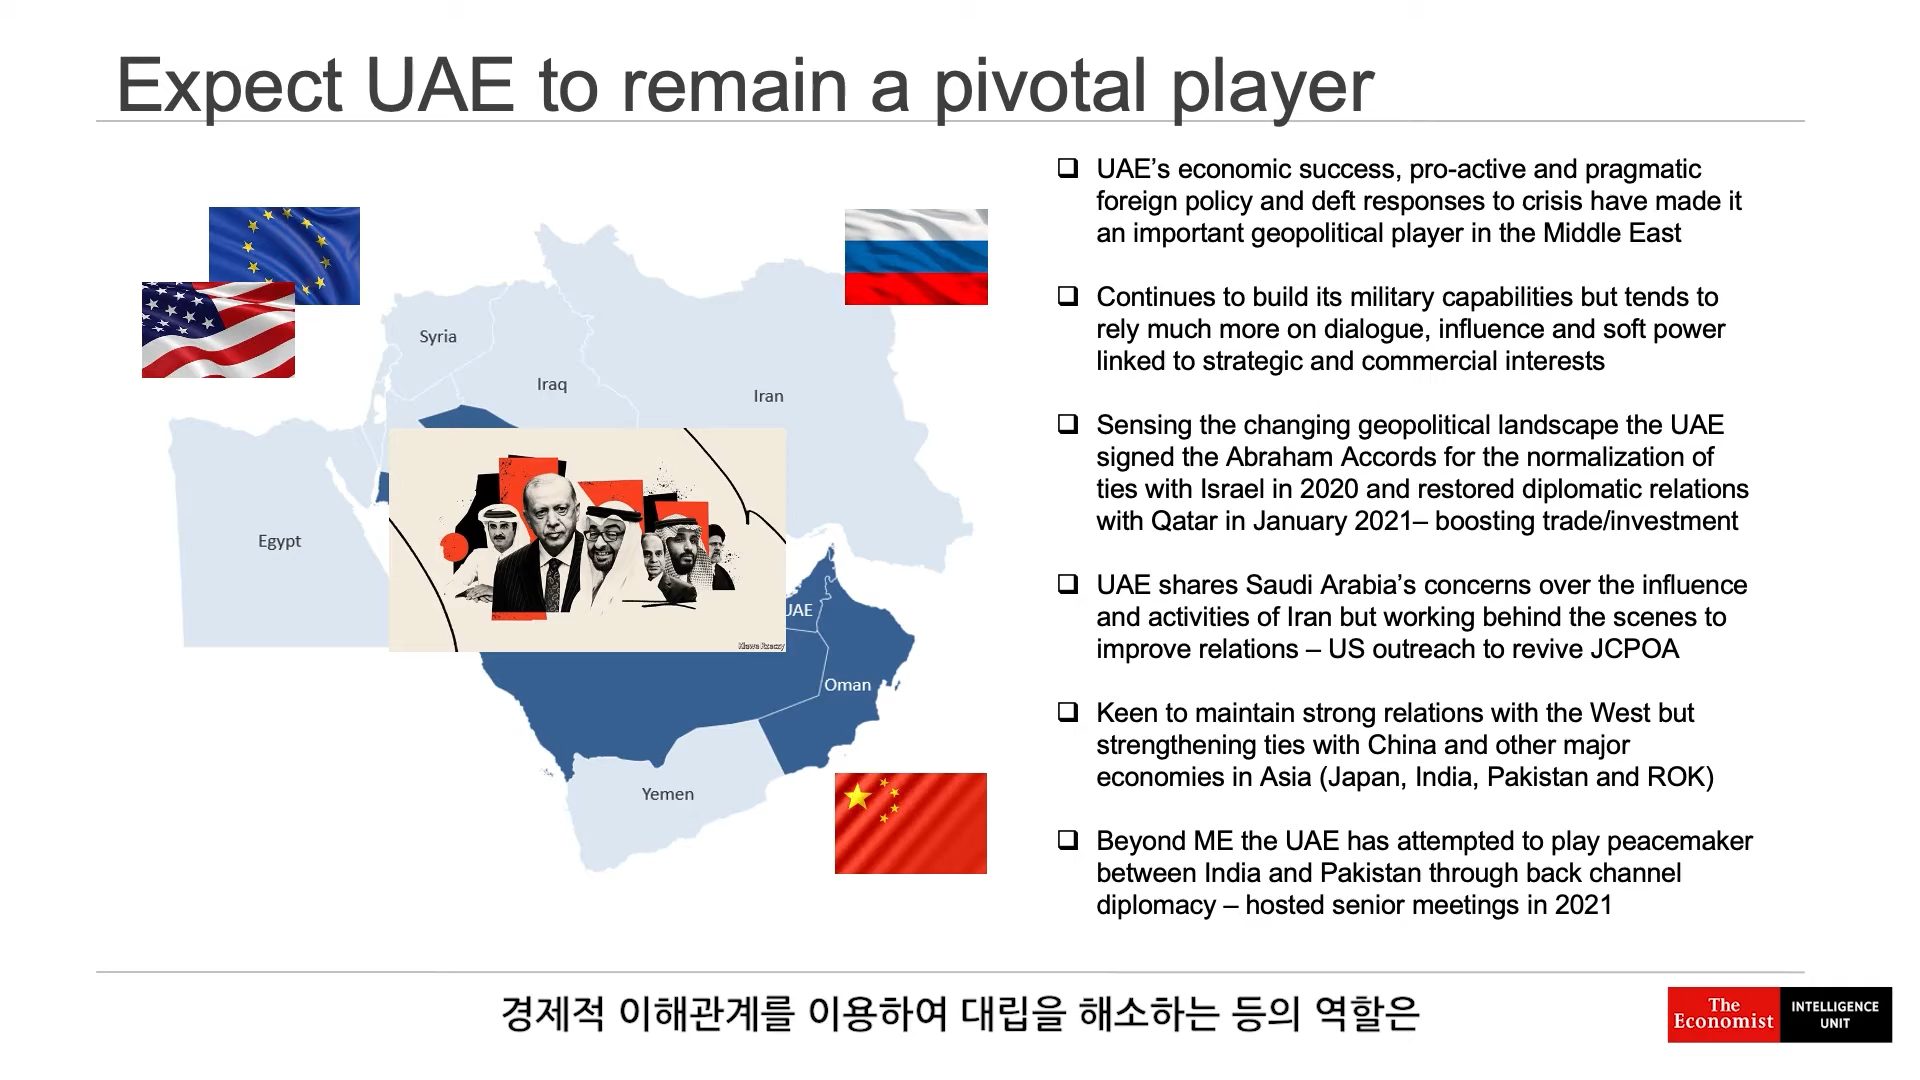 Expect UAE to remain a pivotal player
Syria
Iraq
Iran
Egypt
UAE
Oman
Yemen
Klawe Rzeczy
UAE’s economic success, pro-active and pragmatic
foreign policy and deft responses to crisis have made it
an important geopolitical player in the Middle East
Continues to build its military capabilities but tends to
rely much more on dialogue, influence and soft power
linked to strategic and commercial interests
Sensing the changing geopolitical landscape the UAE
signed the Abraham Accords for the normalization of
ties with Israel in 2020 and restored diplomatic relations
with Qatar in January 2021– boosting trade/investment
UAE shares Saudi Arabia’s concerns over the influence
and activities of Iran but working behind the scenes to
improve relations – US outreach to revive JCPOA
Keen to maintain strong relations with the West but
strengthening ties with China and other major
economies in Asia (Japan, India, Pakistan and ROK)
Beyond ME the UAE has attempted to play peacemaker
between India and Pakistan through back channel
diplomacy – hosted senior meetings in 2021
경제적 이해관계를 이용하여 대립을 해소하는 등의 역할은
The
Economist
INTELLIGENCE
UNIT